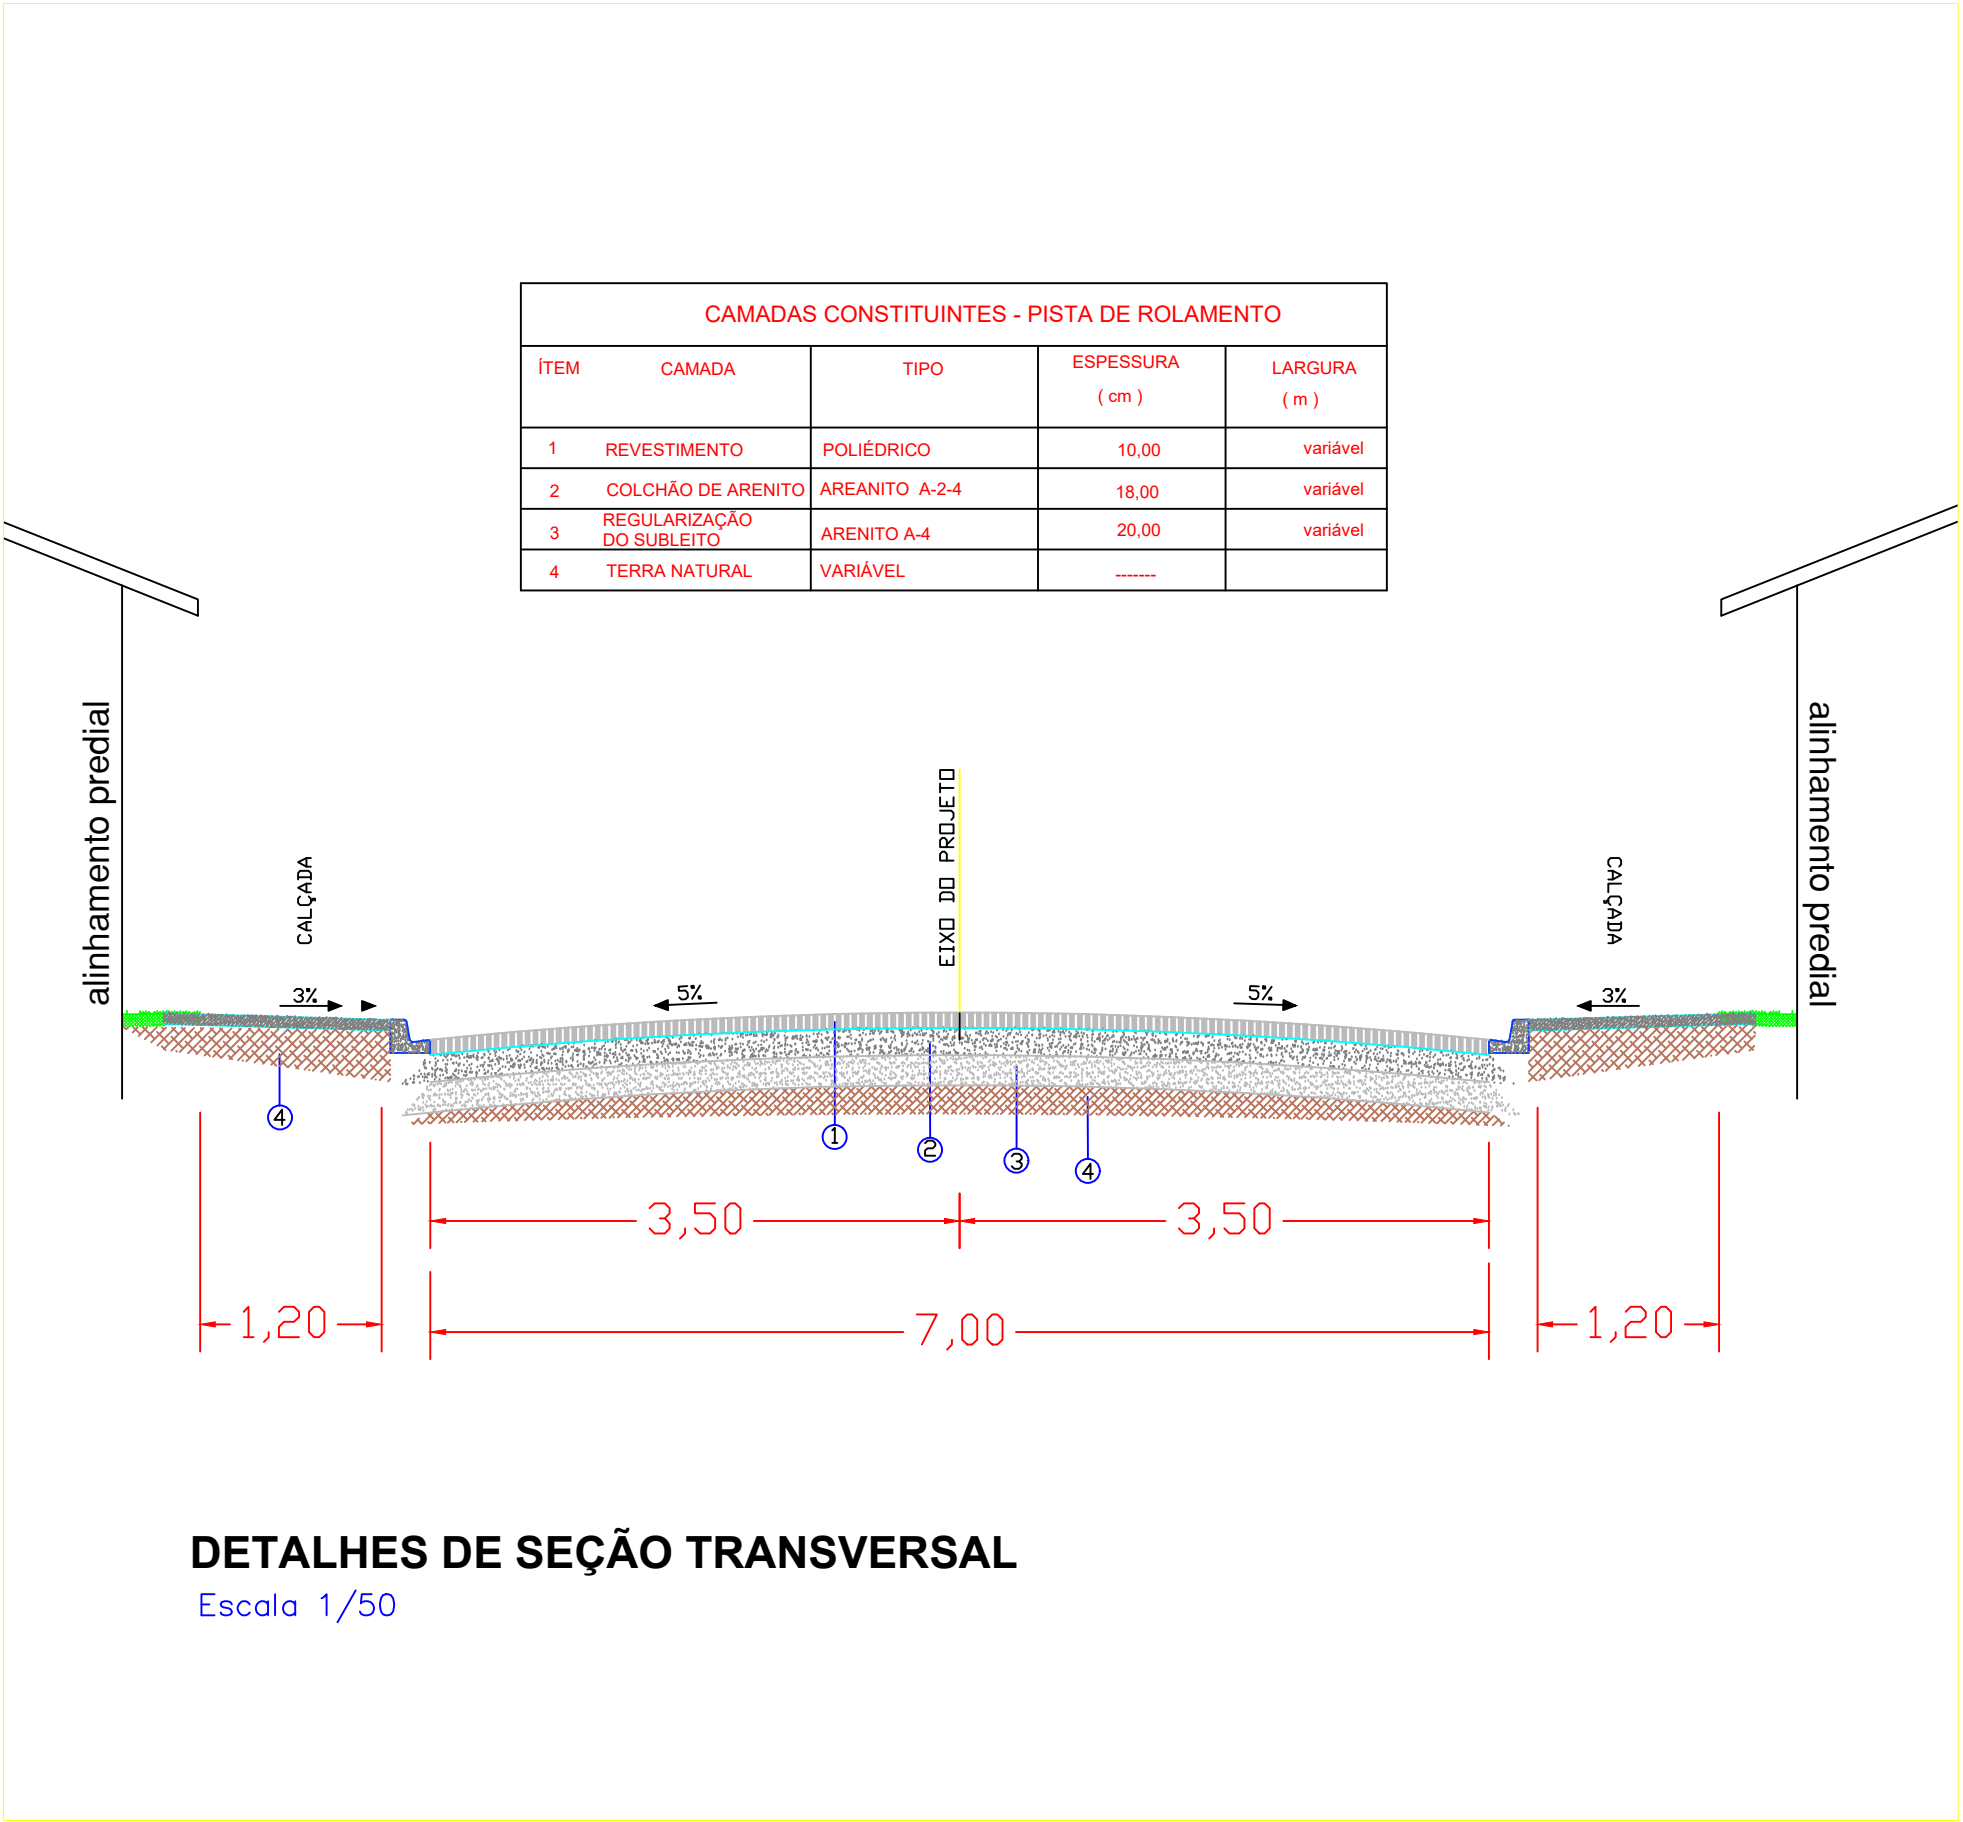 CAMADAS CONSTITUINTES - PISTA DE ROLAMENTO
ÍTEM CAMADA TIPO ESPESSURA ( cm ) LARGURA ( m )
1 REVESTIMENTO POLIÉDRICO 10,00 variável
2 COLCHÃO DE ARENITO AREANITO A-2-4 18,00 variável
3 REGULARIZAÇÃO DO SUBLEITO ARENITO A-4 20,00 variável
4 TERRA NATURAL VARIÁVEL -------
alinhamento predial
CALÇADA
EIXO DO PROJETO
CALÇADA
alinhamento predial
3%
5%
5%
3%
4
1
2
3
4
3,50
3,50
1,20
7,00
1,20
DETALHES DE SEÇÃO TRANSVERSAL
Escala 1/50